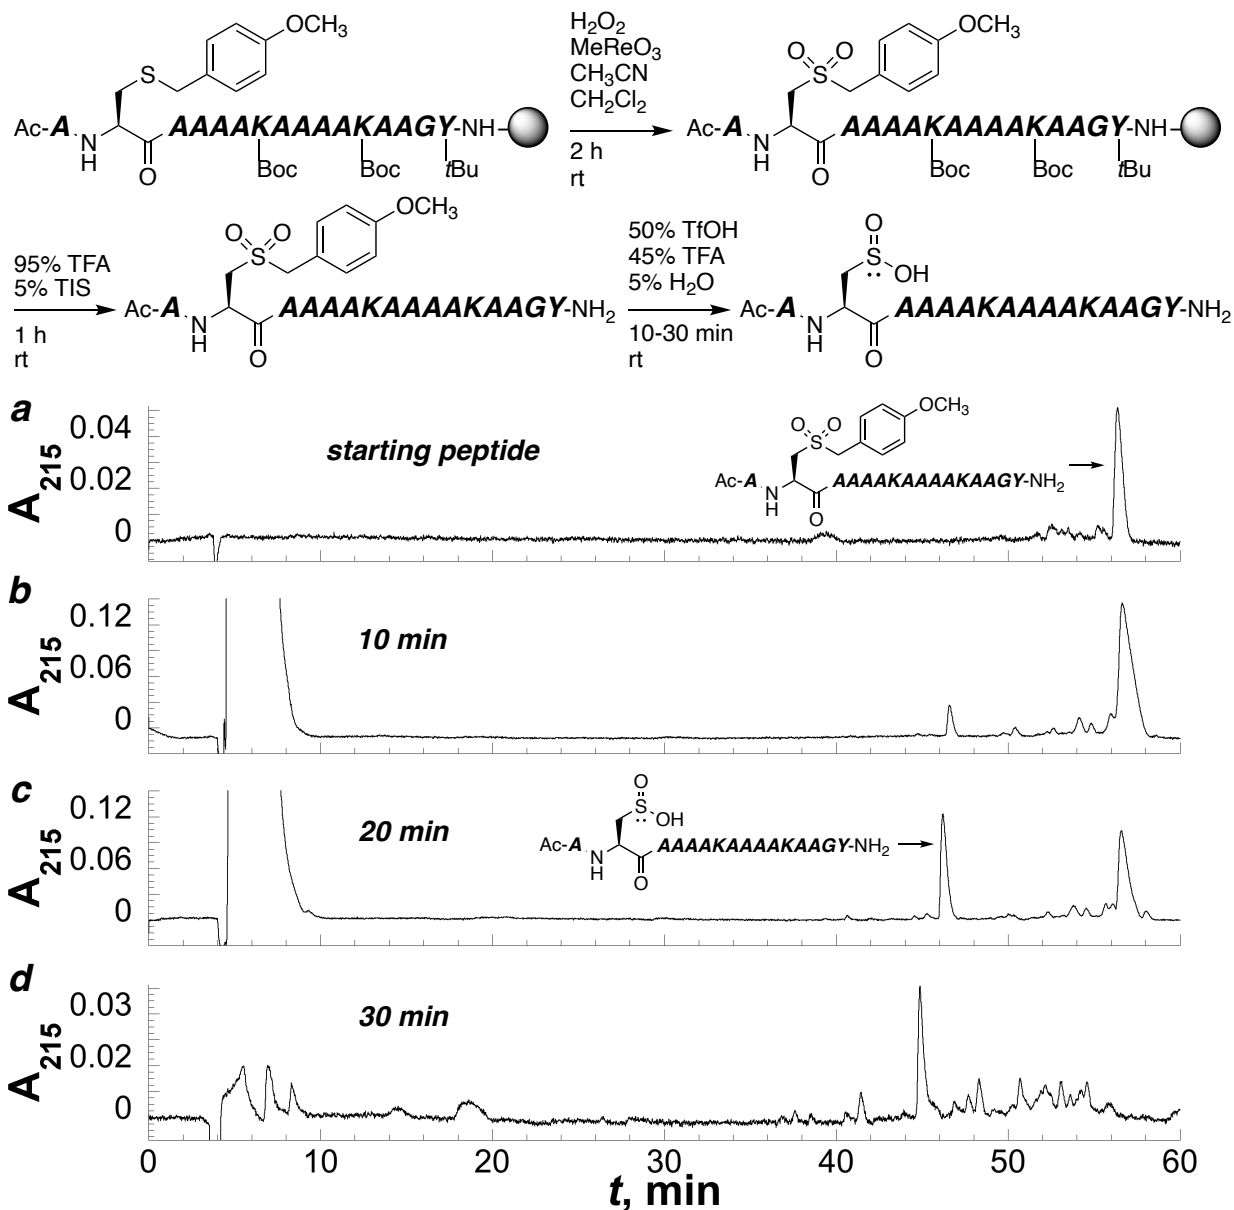 OCH3
S
Ac-A
N
H
O
AAAAKAAAAKAAGY-NH
Boc
Boc
tBu
H2O2
MeReO3
CH3CN
CH2Cl2
2 h
rt
OCH3
O O
S
Ac-A
N
H
O
AAAAKAAAAKAAGY-NH
Boc
Boc
tBu
95% TFA
5% TIS
1 h
rt
OCH3
O O
S
Ac-A
N
H
O
AAAAKAAAAKAAGY-NH2
50% TfOH
45% TFA
5% H2O
10-30 min
rt
O
S
OH
Ac-A
N
H
O
AAAAKAAAAKAAGY-NH2
a
A215
0.04
0.02
0
starting peptide
OCH3
O O
S
Ac-A
N
H
O
AAAAKAAAAKAAGY-NH2
b
A215
0.12
0.06
0
10 min
c
A215
0.12
0.06
0
20 min
O
S
OH
Ac-A
N
H
O
AAAAKAAAAKAAGY-NH2
d
A215
0.03
0.02
0
30 min
0 10 20 30 40 50 60
t, min